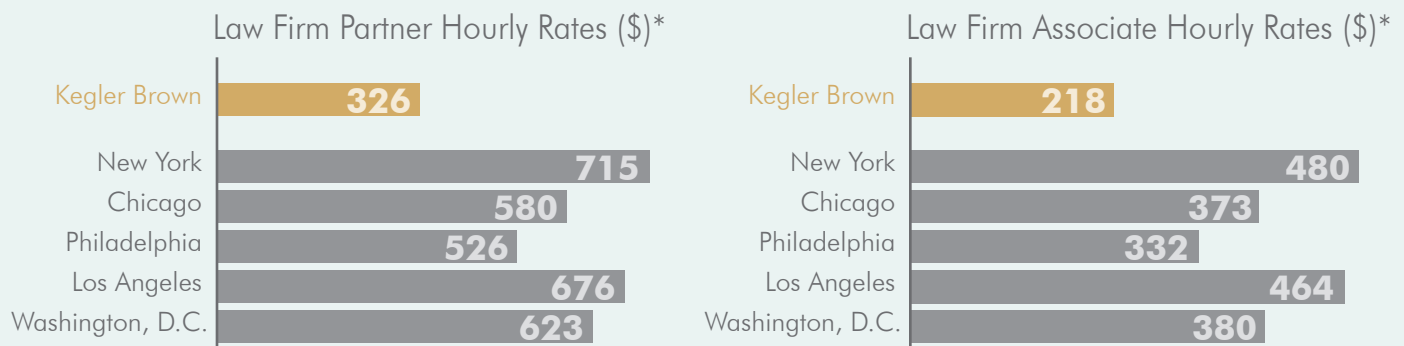 Law Firm Partner Hourly Rates ($)*
Kegler Brown 326
New York 715
Chicago 580
Philadelphia 526
Los Angeles 676
Washington, D.C. 623
Law Firm Associate Hourly Rates ($)*
Kegler Brown 218
New York 480
Chicago 373
Philadelphia 332
Los Angeles 464
Washington, D.C. 380